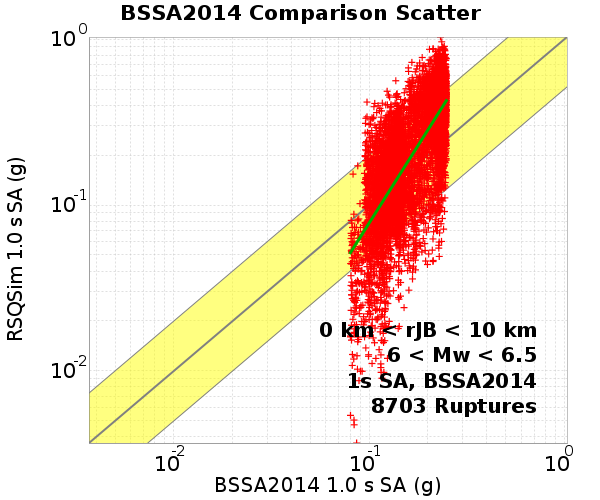 BSSA2014 Comparison Scatter
10^0
10^-1
10^-2
RSQSim 1.0 s SA (g)
0 km < rJB < 10 km
6 < Mw < 6.5
1s SA, BSSA2014
8703 Ruptures
10^-2 10^-1 10^0
BSSA2014 1.0 s SA (g)